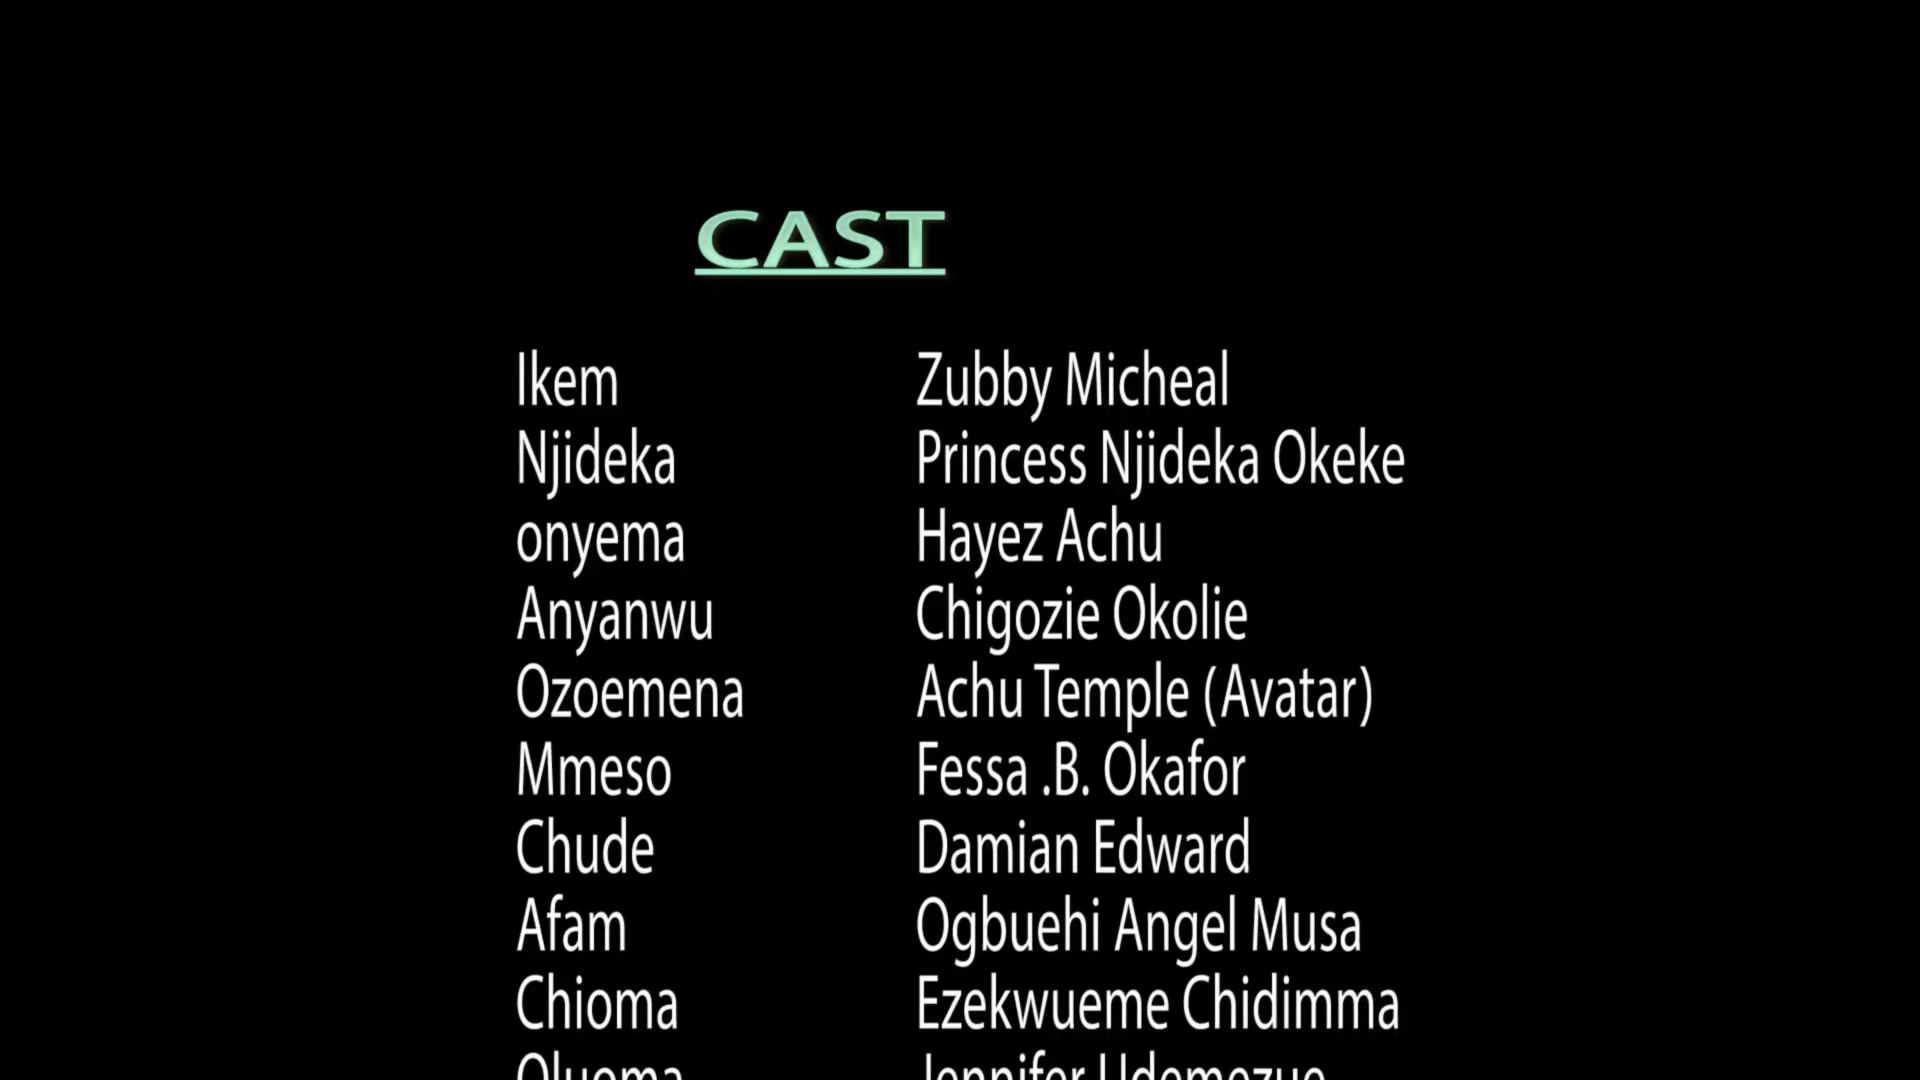 CAST
Ikem Zubby Micheal
Njideka Princess Njideka Okeke
onyema Hayez Achu
Anyanwu Chigozie Okolie
Ozoemena Achu Temple (Avatar)
Mmeso Fessa .B. Okafor
Chude Damian Edward
Afam Ogbuehi Angel Musa
Chioma Ezekwueme Chidimma
Jennifer